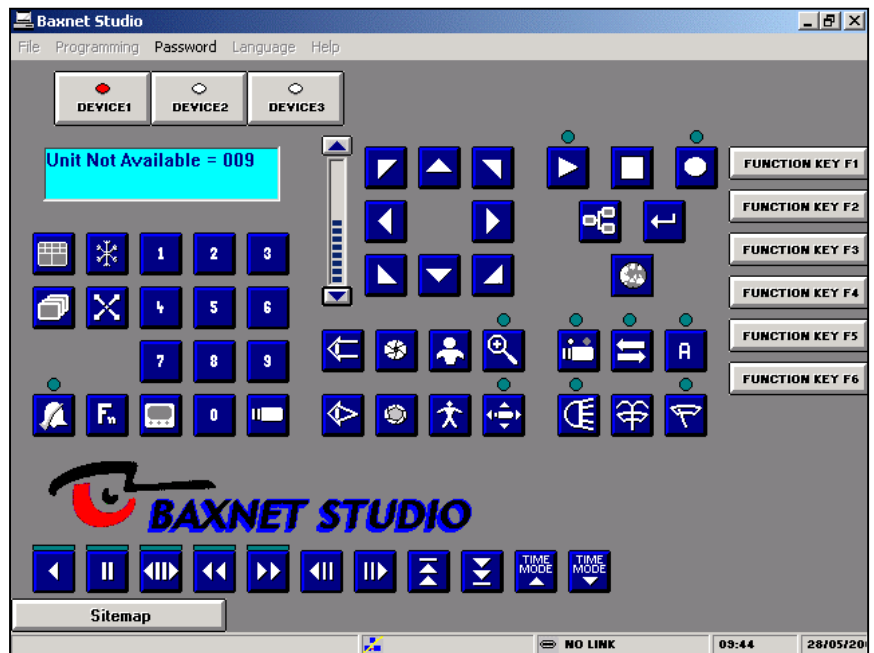 Baxnet Studio
File Programming Password Language Help
DEVICE1 DEVICE2 DEVICE3
Unit Not Available = 009
FUNCTION KEY F1
FUNCTION KEY F2
FUNCTION KEY F3
FUNCTION KEY F4
FUNCTION KEY F5
FUNCTION KEY F6
1 2 3
4 5 6
7 8 9
A
Fn 0
BAXNET STUDIO
TIME MODE TIME MODE
Sitemap
NO LINK 09:44 28/05/20